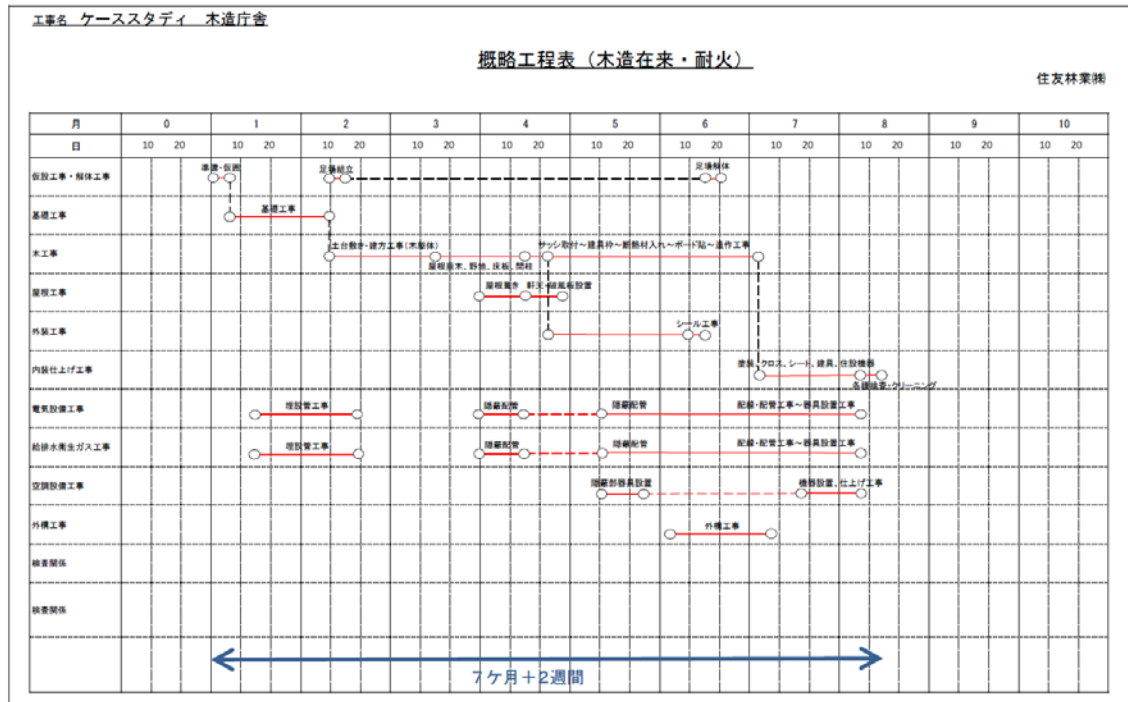 工事名 ケーススタディ 木造庁舎
概略工程表（木造在来・耐火）
住友林業㈱
月 0 1 2 3 4 5 6 7 8 9 10
日 10 20 10 20 10 20 10 20 10 20 10 20 10 20 10 20 10 20 10 20 10 20
仮設工事・解体工事 準備・仮囲 足場組立 足場解体
基礎工事 基礎工事
木工事 土台敷き・建方工事（木躯体） サッシ取付～建具枠～断熱材入れ～ボード貼～造作工事
屋根垂木、野地、床板、間柱
屋根工事 屋根葺き 軒天・破風板設置
外装工事 シール工事
内装仕上げ工事 塗装、クロス、シート、建具、住設機器
各種検査・クリーニング
電気設備工事 埋設管工事 隠蔽配管 隠蔽配管 配線・配管工事～器具設置工事
給排水衛生ガス工事 埋設管工事 隠蔽配管 隠蔽配管 配線・配管工事～器具設置工事
空調設備工事 隠蔽部器具設置 機器設置、仕上げ工事
外構工事 外構工事
検査関係
検査関係
7ケ月＋2週間